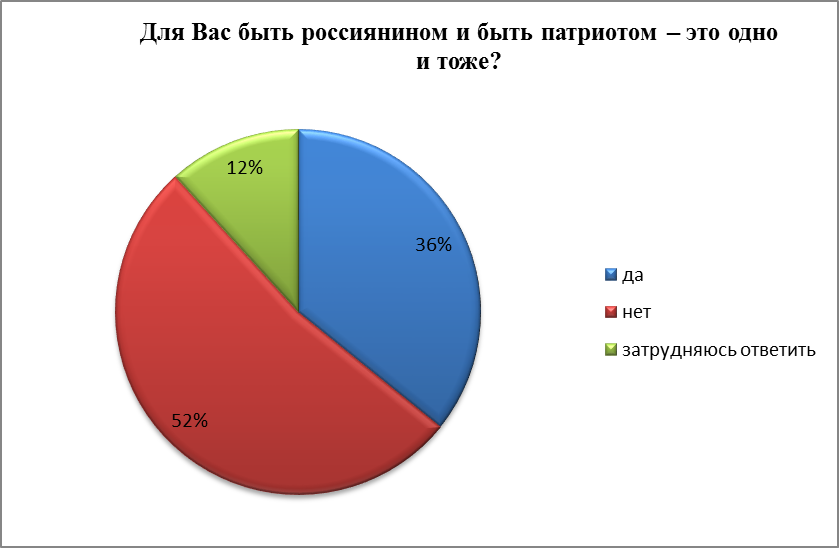 Для Вас быть россиянином и быть патриотом – это одно
и тоже?
12%
36%
52%
да
нет
затрудняюсь ответить